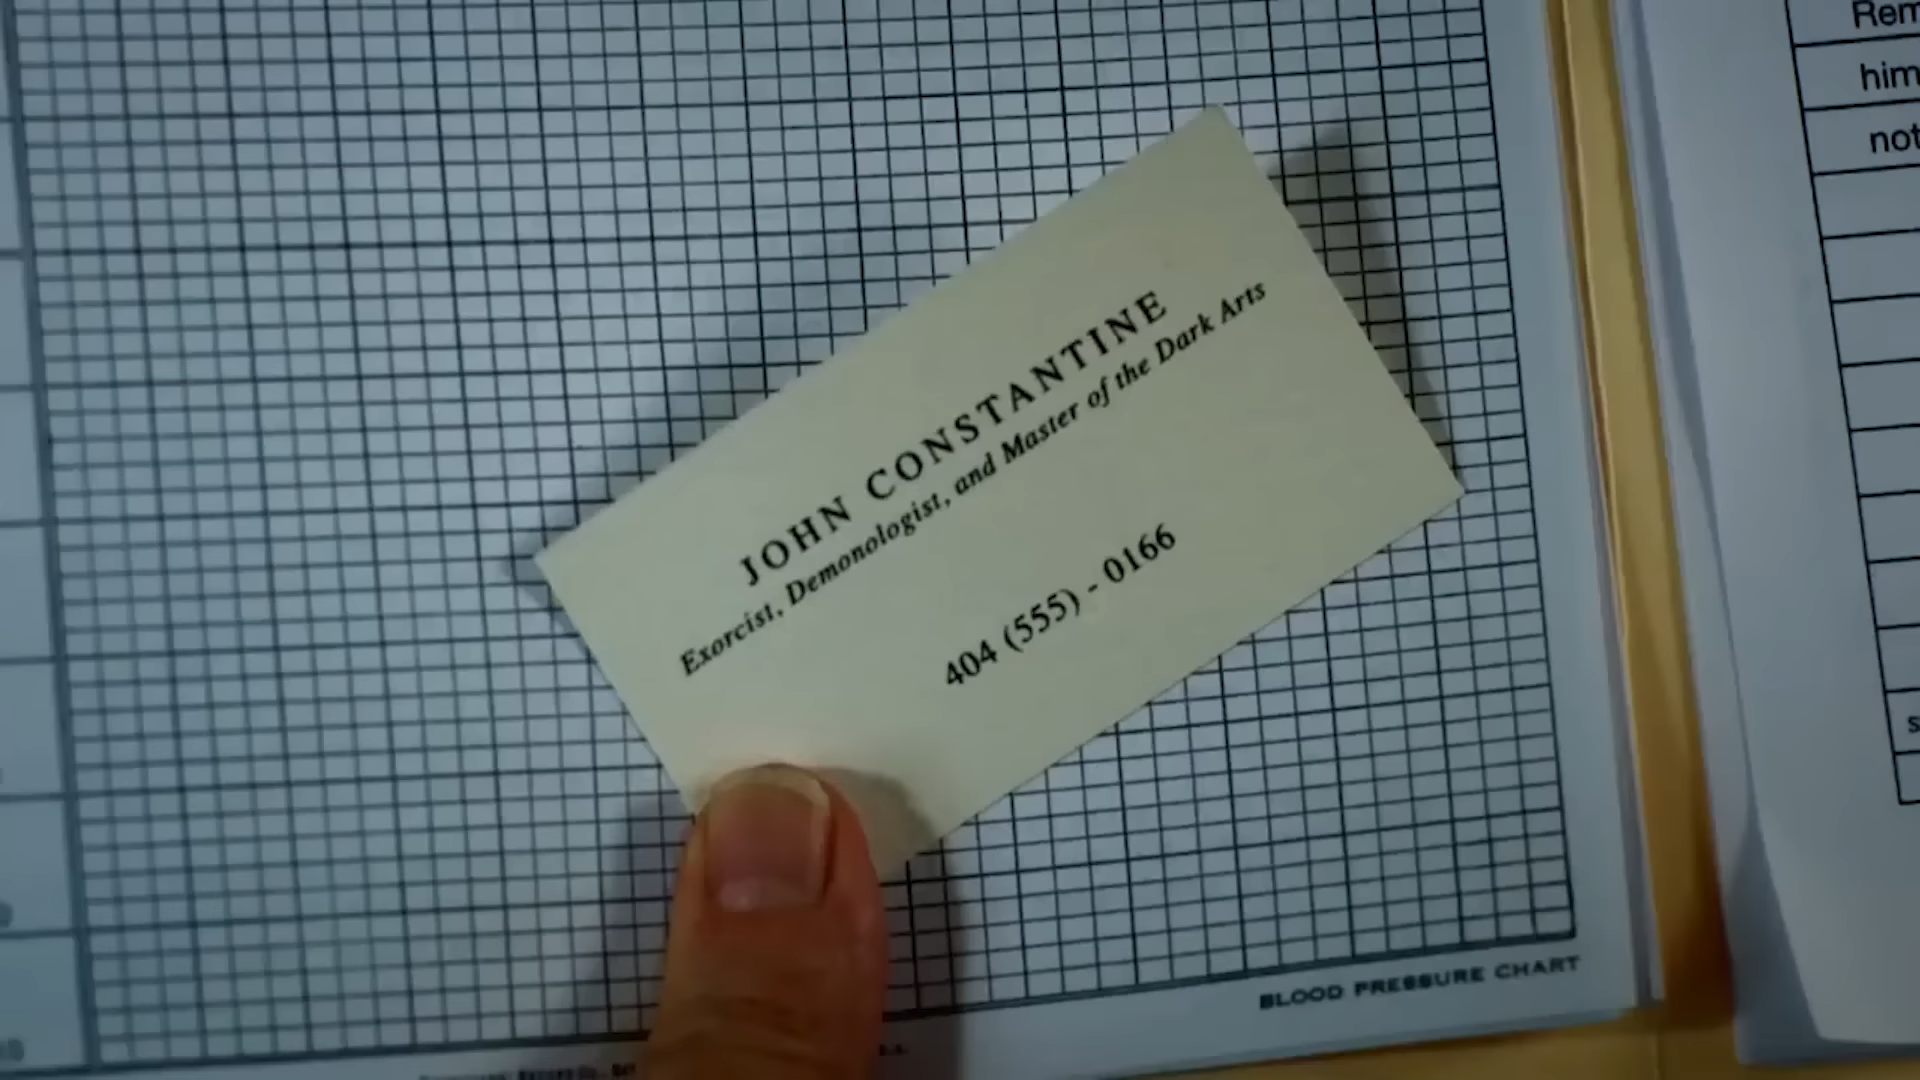 JOHN CONSTANTINE
Exorcist, Demonologist, and Master of the Dark Arts
404 (555) - 0166
BLOOD PRESSURE CHART
Rem
him
not
s